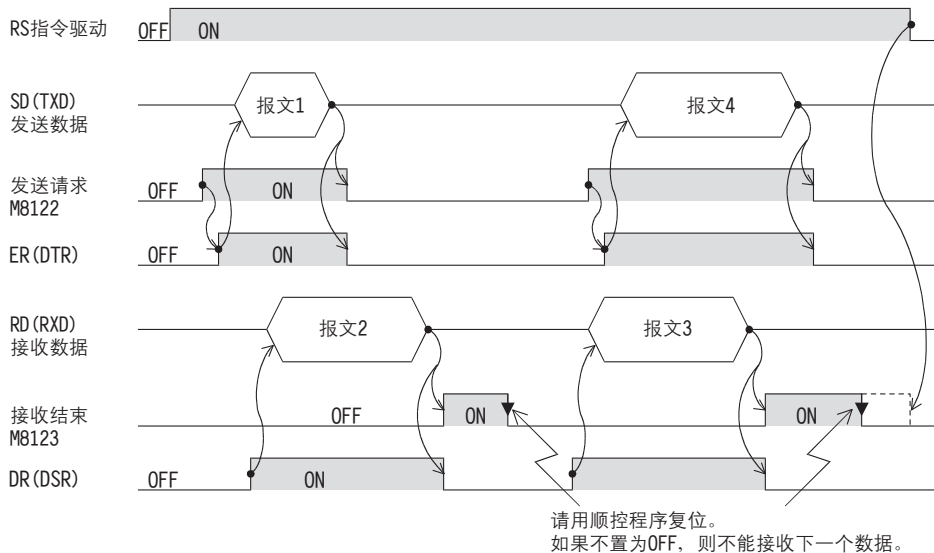 RS指令驱动 OFF ON
SD(TXD)
发送数据
报文1 报文4
发送请求
M8122
OFF ON
ER(DTR) OFF ON
RD(RXD)
接收数据
报文2 报文3
接收结束
M8123
OFF ON ON
DR(DSR) OFF ON
请用顺控程序复位。
如果不置为OFF，则不能接收下一个数据。